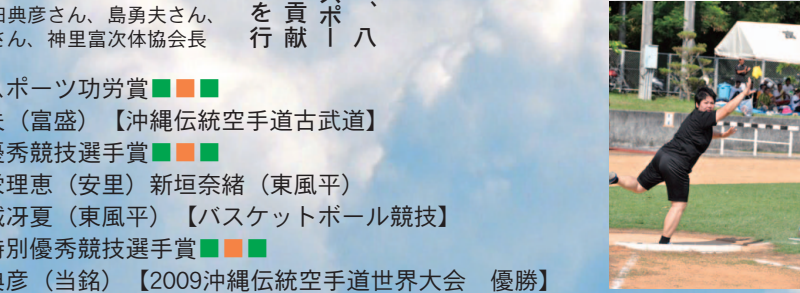 、八
スポー
貢献
を行
田典彦さん、島勇夫さん、
さん、神里富次体協会長
スポーツ功労賞■■■
夫（富盛）【沖縄伝統空手道古武道】
優秀競技選手賞■■■
愛理恵（安里）新垣奈緒（東風平）
城冴夏（東風平）【バスケットボール競技】
特別優秀競技選手賞■■■
典彦（当銘）【2009沖縄伝統空手道世界大会　優勝】